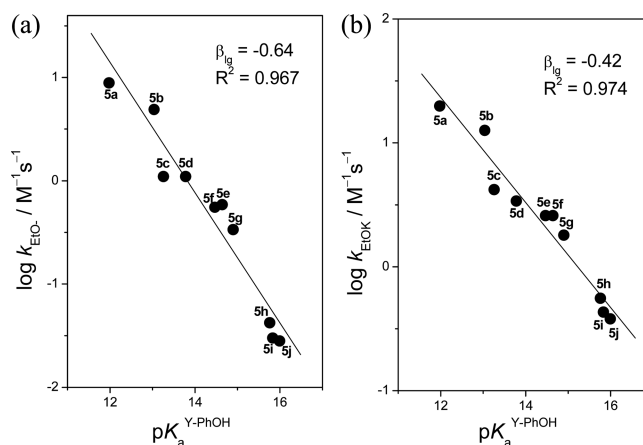 (a)
β_lg = -0.64
R² = 0.967
5a
5b
5c
5d
5f
5e
5g
5h
5i
5j
1
0
-1
-2
12
14
16
log k_EtO- / M⁻¹s⁻¹
pK_a^Y-PhOH
(b)
β_lg = -0.42
R² = 0.974
5a
5b
5c
5d
5e
5f
5g
5h
5i
5j
2
1
0
-1
12
14
16
log k_EtOK / M⁻¹s⁻¹
pK_a^Y-PhOH